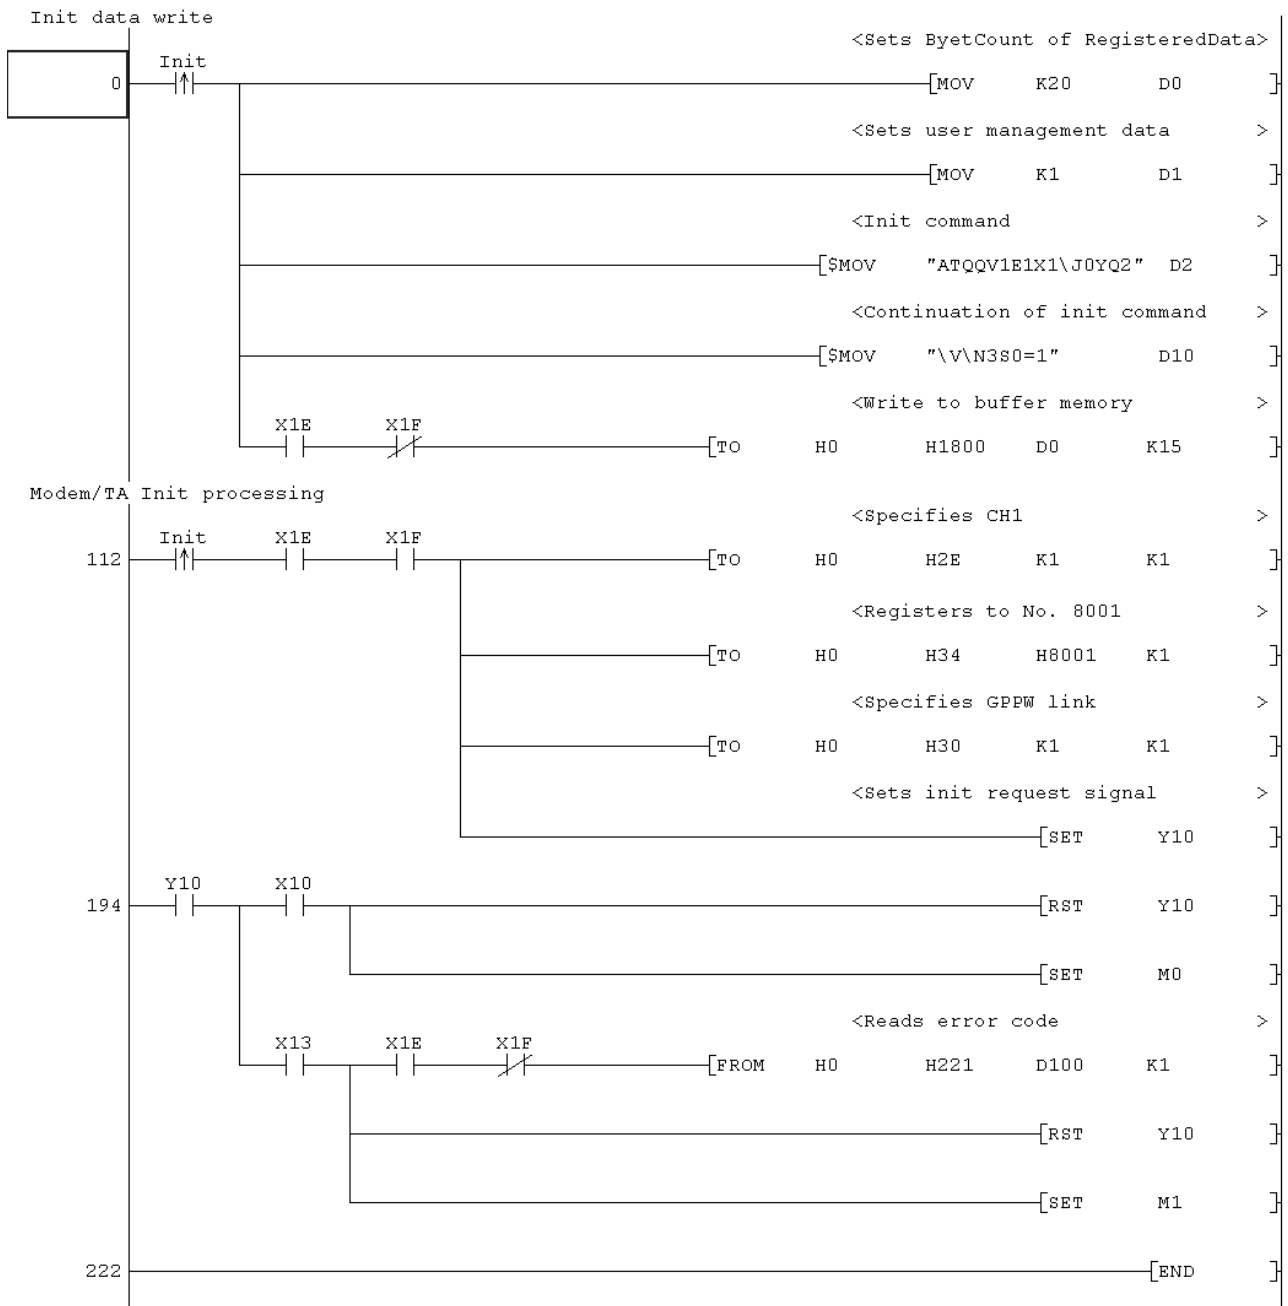 Init data write
<Sets ByetCount of RegisteredData>
Init
0 [MOV K20 D0 ]
<Sets user management data >
[MOV K1 D1 ]
<Init command >
[$MOV "ATQQV1E1X1\J0YQ2" D2 ]
<Continuation of init command >
[$MOV "\V\N3S0=1" D10 ]
<Write to buffer memory >
X1E X1F
[TO H0 H1800 D0 K15 ]
Modem/TA Init processing
<Specifies CH1 >
Init X1E X1F
112 [TO H0 H2E K1 K1 ]
<Registers to No. 8001 >
[TO H0 H34 H8001 K1 ]
<Specifies GPPW link >
[TO H0 H30 K1 K1 ]
<Sets init request signal >
[SET Y10 ]
Y10 X10
194 [RST Y10 ]
[SET M0 ]
<Reads error code >
X13 X1E X1F
[FROM H0 H221 D100 K1 ]
[RST Y10 ]
[SET M1 ]
222 [END ]